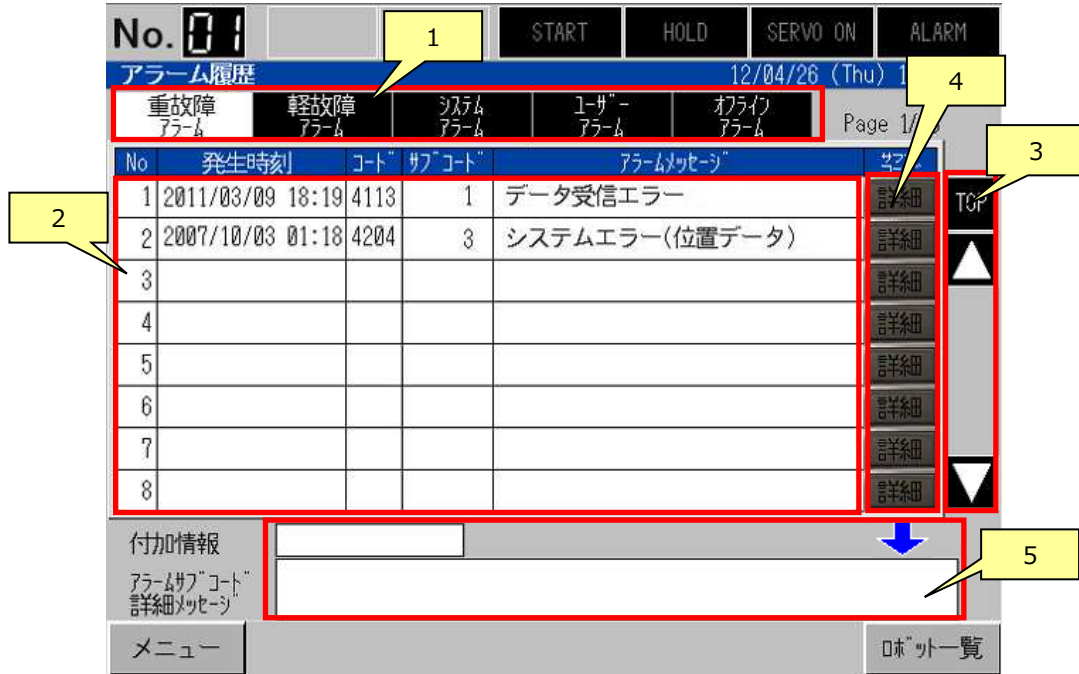 No. 01 START HOLD SERVO ON ALARM
1
アラーム履歴 12/04/26 (Thu) 1
4
重故障 軽故障 システム ユーザー オフライン
アラーム アラーム アラーム アラーム アラーム Page 1/
3
No 発生時刻 コード サブコード アラームメッセージ
1 2011/03/09 18:19 4113 1 データ受信エラー 詳細 TOP
2
2 2007/10/03 01:18 4204 3 システムエラー(位置データ) 詳細
3 詳細
4 詳細
5 詳細
6 詳細
7 詳細
8 詳細
付加情報
5
アラームサブコード
詳細メッセージ
メニュー ロボット一覧